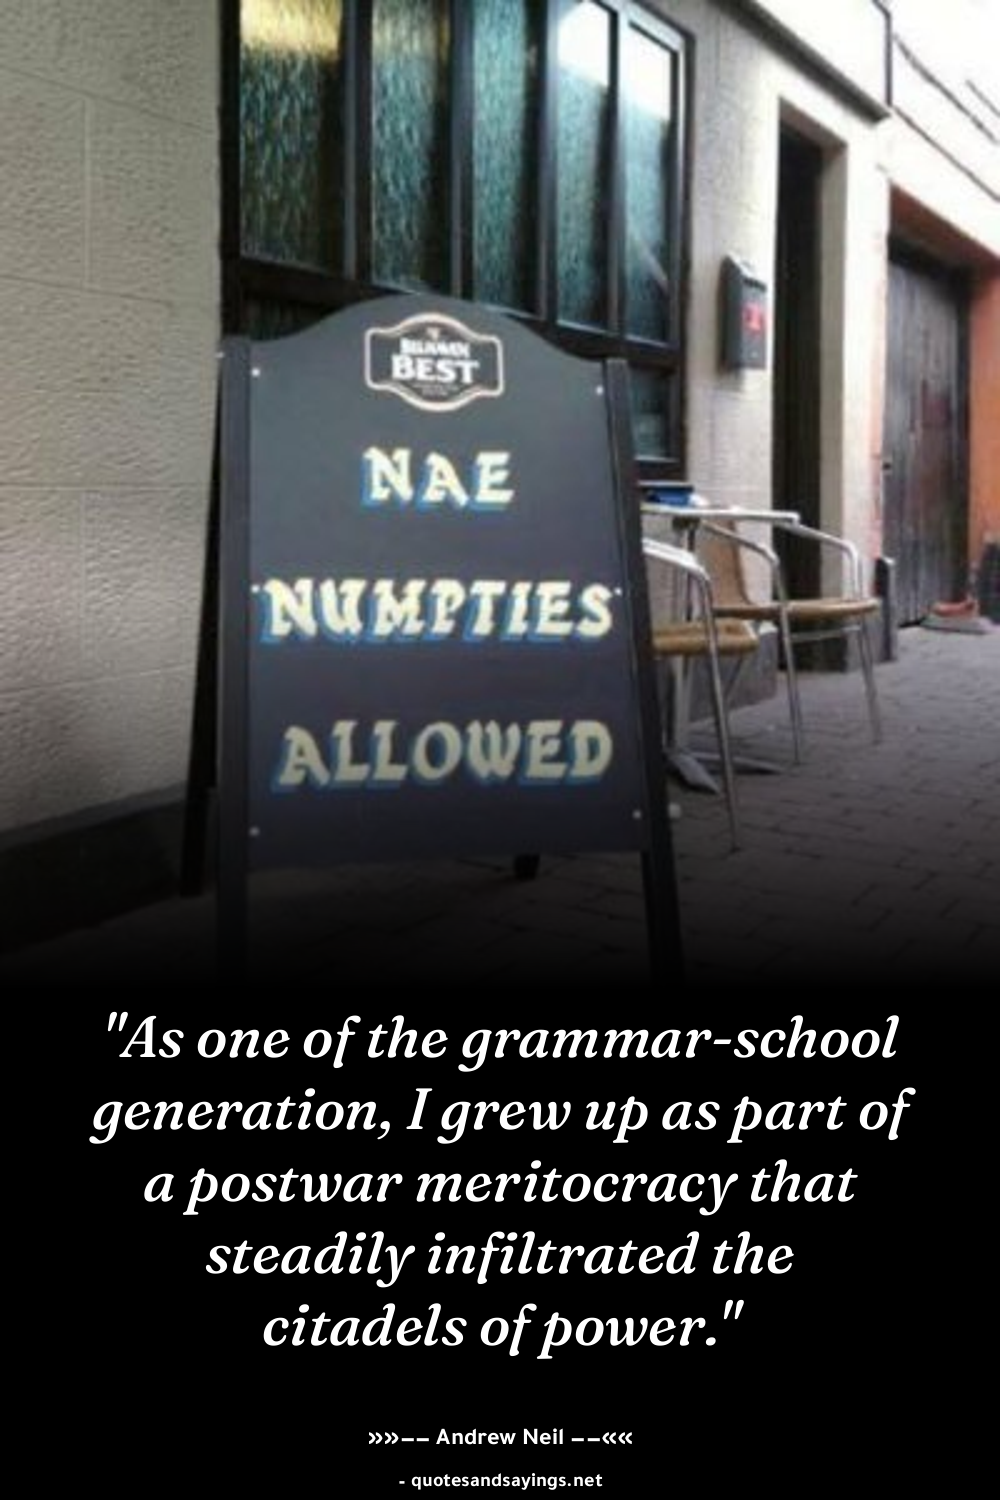 BEST
NAE
NUMPTIES
ALLOWED
"As one of the grammar-school
generation, I grew up as part of
a postwar meritocracy that
steadily infiltrated the
citadels of power."
»»–– Andrew Neil ––««
- quotesandsayings.net